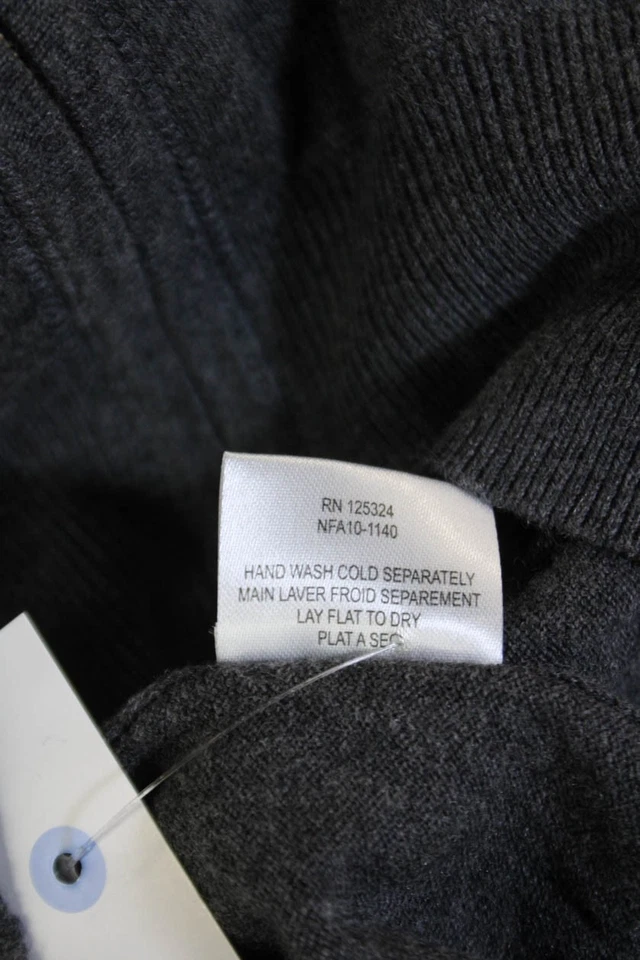 RN 125324
NFA10-1140
HAND WASH COLD SEPARATELY
MAIN LAVER FROID SEPAREMENT
LAY FLAT TO DRY
PLAT A SEC